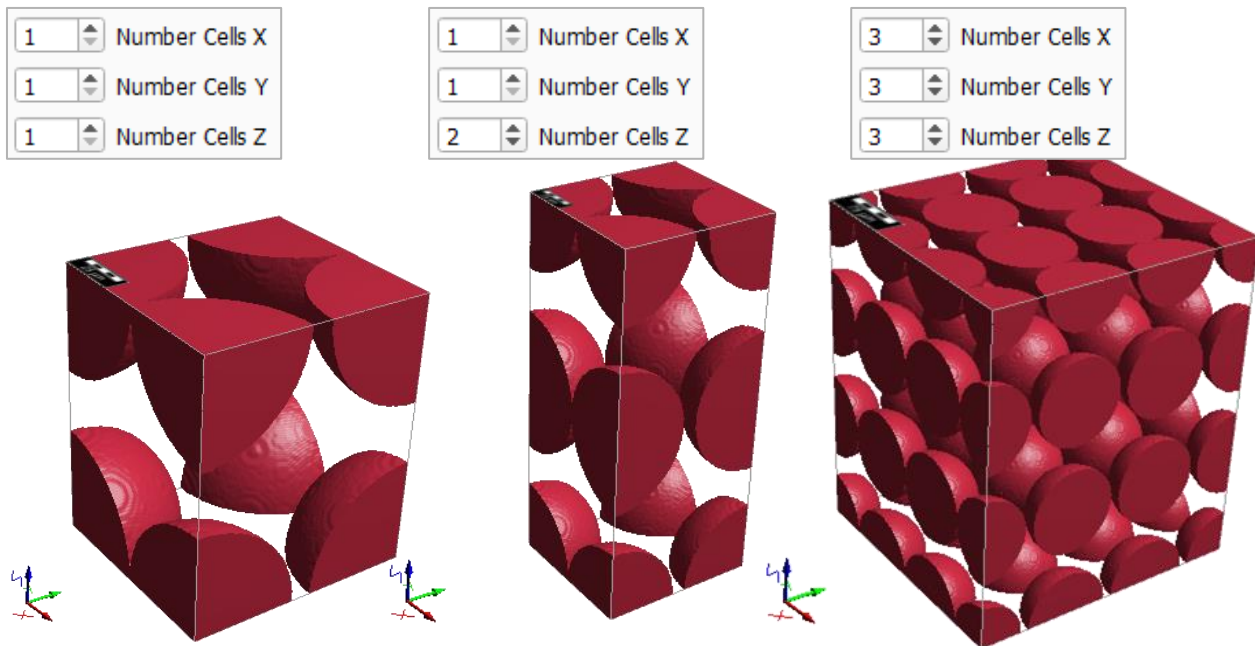 1 Number Cells X
1 Number Cells Y
1 Number Cells Z
1 Number Cells X
1 Number Cells Y
2 Number Cells Z
3 Number Cells X
3 Number Cells Y
3 Number Cells Z